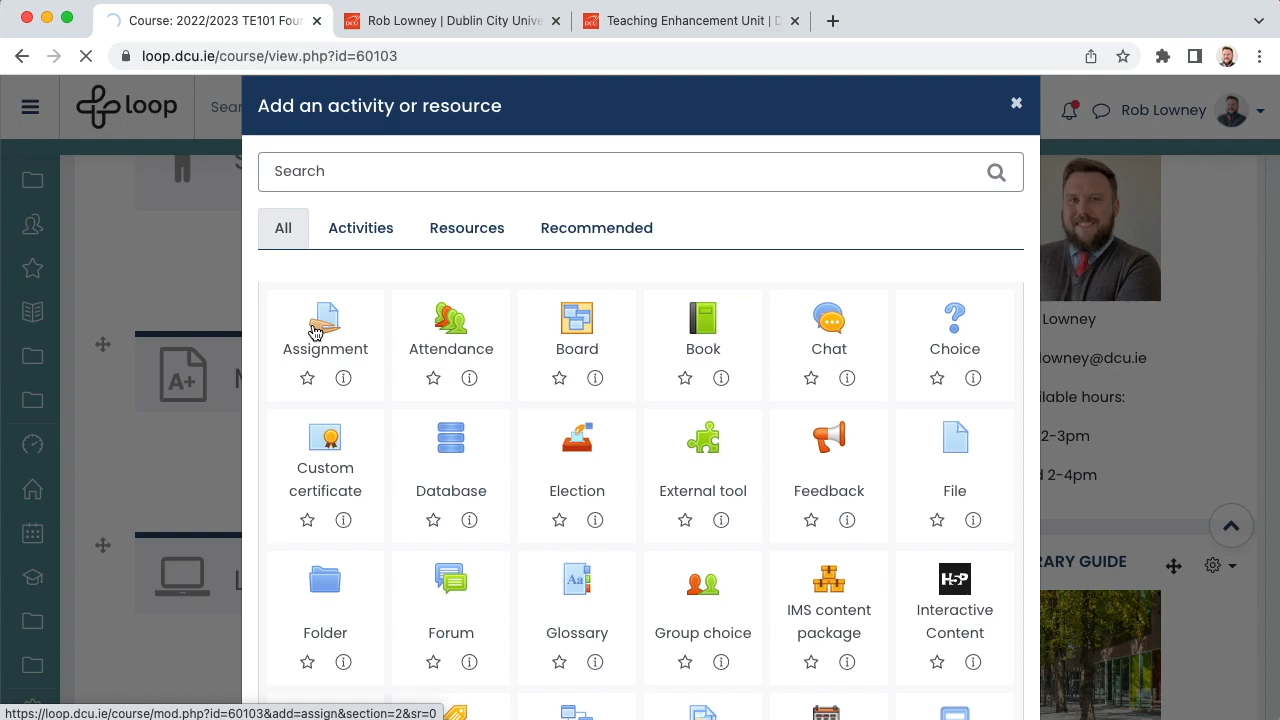 Course: 2022/2023 TE101 Four
Rob Lowney | Dublin City Unive
Teaching Enhancement Unit | D
loop.dcu.ie/course/view.php?id=60103
loop
Sear
Rob Lowney
Add an activity or resource
Search
All
Activities
Resources
Recommended
Assignment
Attendance
Board
Book
Chat
Choice
Custom
certificate
Database
Election
External tool
Feedback
File
Aa
H5P
Folder
Forum
Glossary
Group choice
IMS content
package
Interactive
Content
A+
Lowney
owney@dcu.ie
ilable hours:
2-3pm
2-4pm
RARY GUIDE
https://loop.dcu.ie/course/mod.php?id=60103&add=assign&section=2&sr=0